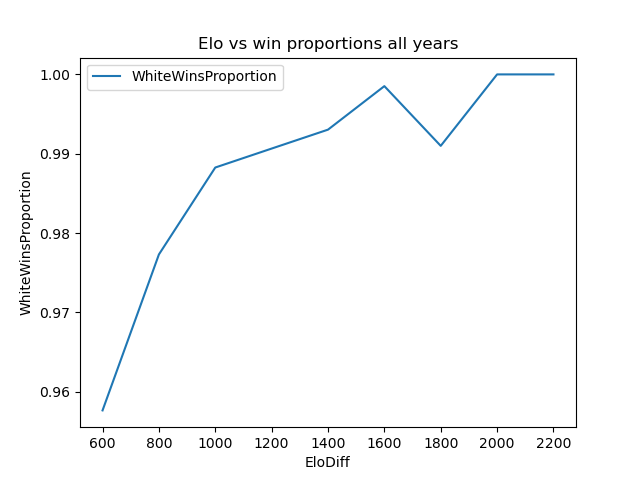 Elo vs win proportions all years
WhiteWinsProportion
1.00
0.99
0.98
0.97
0.96
WhiteWinsProportion
600 800 1000 1200 1400 1600 1800 2000 2200
EloDiff